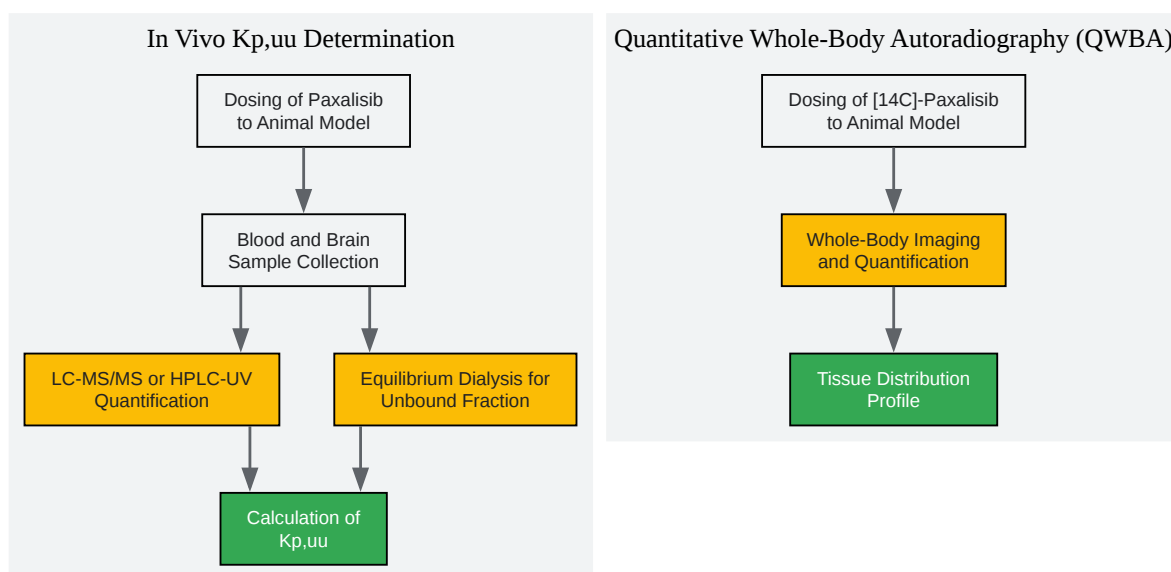 In Vivo Kp,uu Determination
Dosing of Paxalisib
to Animal Model
Blood and Brain
Sample Collection
LC-MS/MS or HPLC-UV
Quantification
Equilibrium Dialysis for
Unbound Fraction
Calculation of
Kp,uu
Quantitative Whole-Body Autoradiography (QWBA)
Dosing of [14C]-Paxalisib
to Animal Model
Whole-Body Imaging
and Quantification
Tissue Distribution
Profile